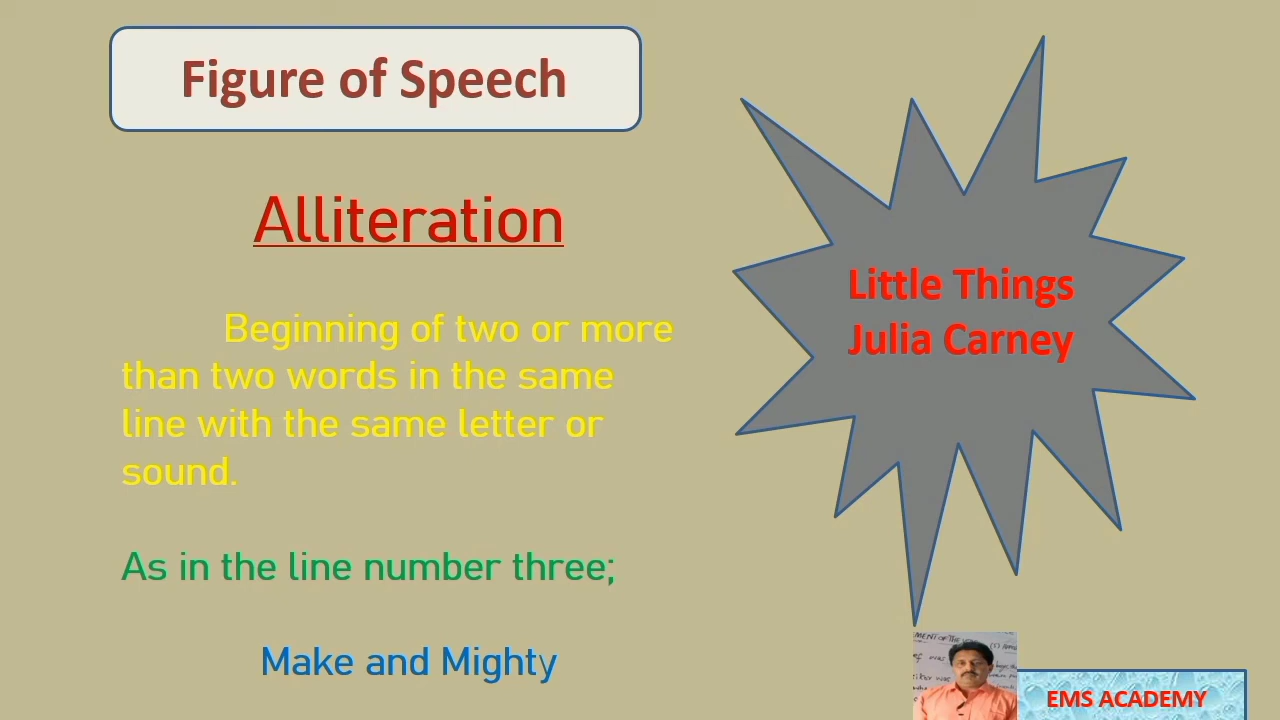 Figure of Speech
Alliteration
Beginning of two or more
than two words in the same
line with the same letter or
sound.
As in the line number three;
Make and Mighty
Little Things
Julia Carney
EMS ACADEMY